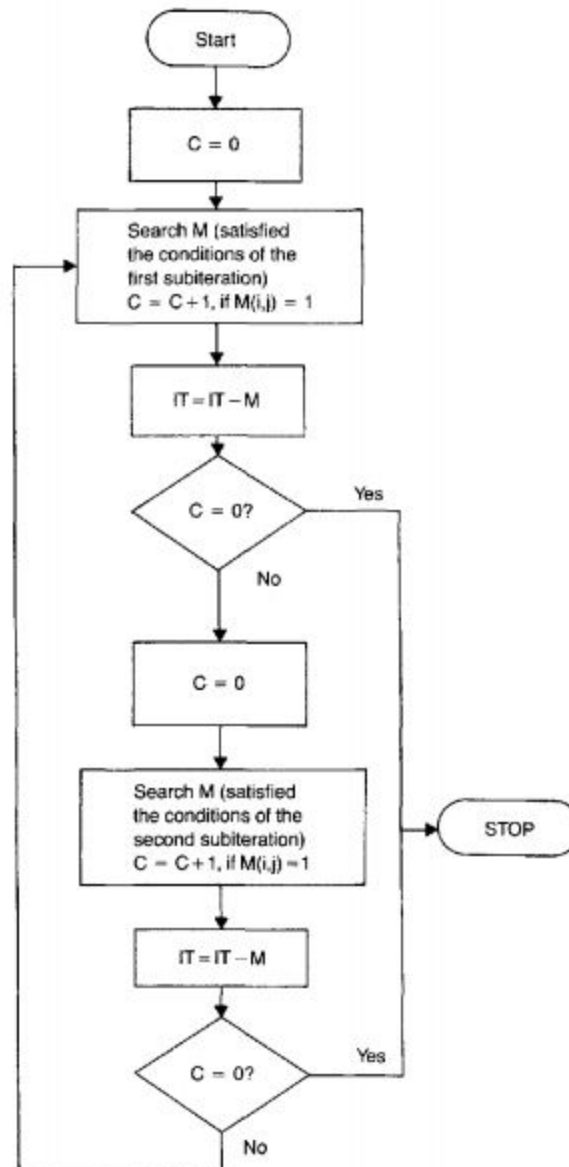 Start
C = 0
Search M (satisfied
the conditions of the
first subiteration)
C = C+1, if M(i,j) = 1
IT = IT − M
C = 0?
Yes
No
C = 0
Search M (satisfied
the conditions of the
second subiteration)
C = C+1, if M(i,j) = 1
STOP
IT = IT − M
C = 0?
Yes
No